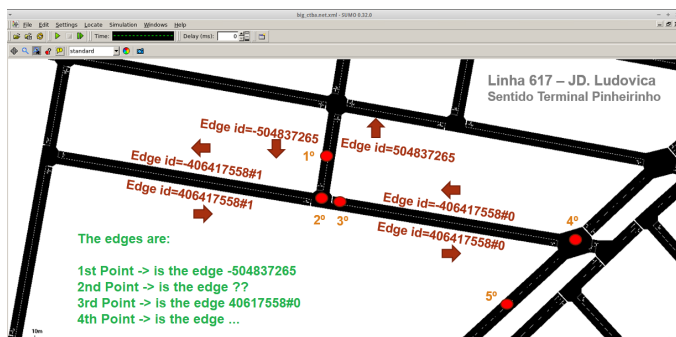 big_ctba.net.xml - SUMO 0.32.0
File Edit Settings Locate Simulation Windows Help
Time: Delay (ms): 0
standard
Linha 617 – JD. Ludovica
Sentido Terminal Pinheirinho
Edge id=-504837265
Edge id=504837265
1º
Edge id=-406417558#1
Edge id=406417558#1
Edge id=-406417558#0
2º
3º
4º
Edge id=406417558#0
The edges are:
5º
1st Point -> is the edge -504837265
2nd Point -> is the edge ??
3rd Point -> is the edge 40617558#0
4th Point -> is the edge ...
10m